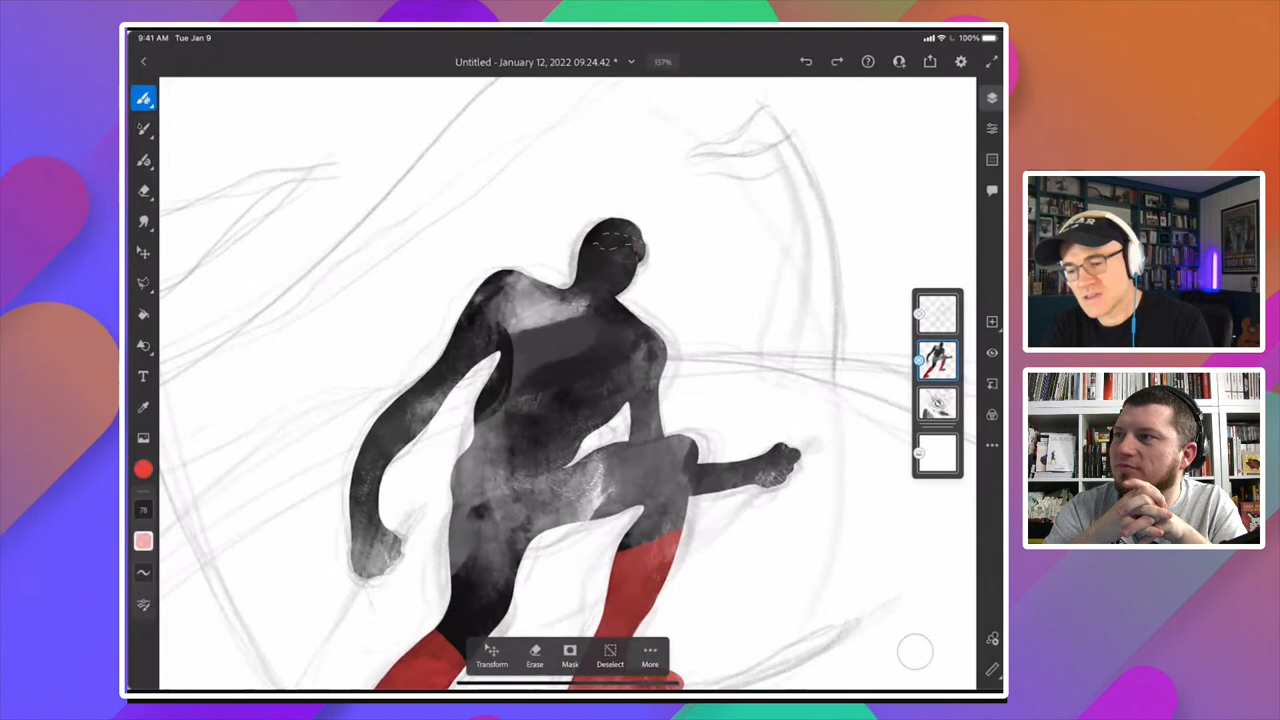 9:41 AM Tue Jan 9
100%
Untitled - January 12, 2022 09.24.42 *
157%
T
78
Transform
Erase
Mask
Deselect
More